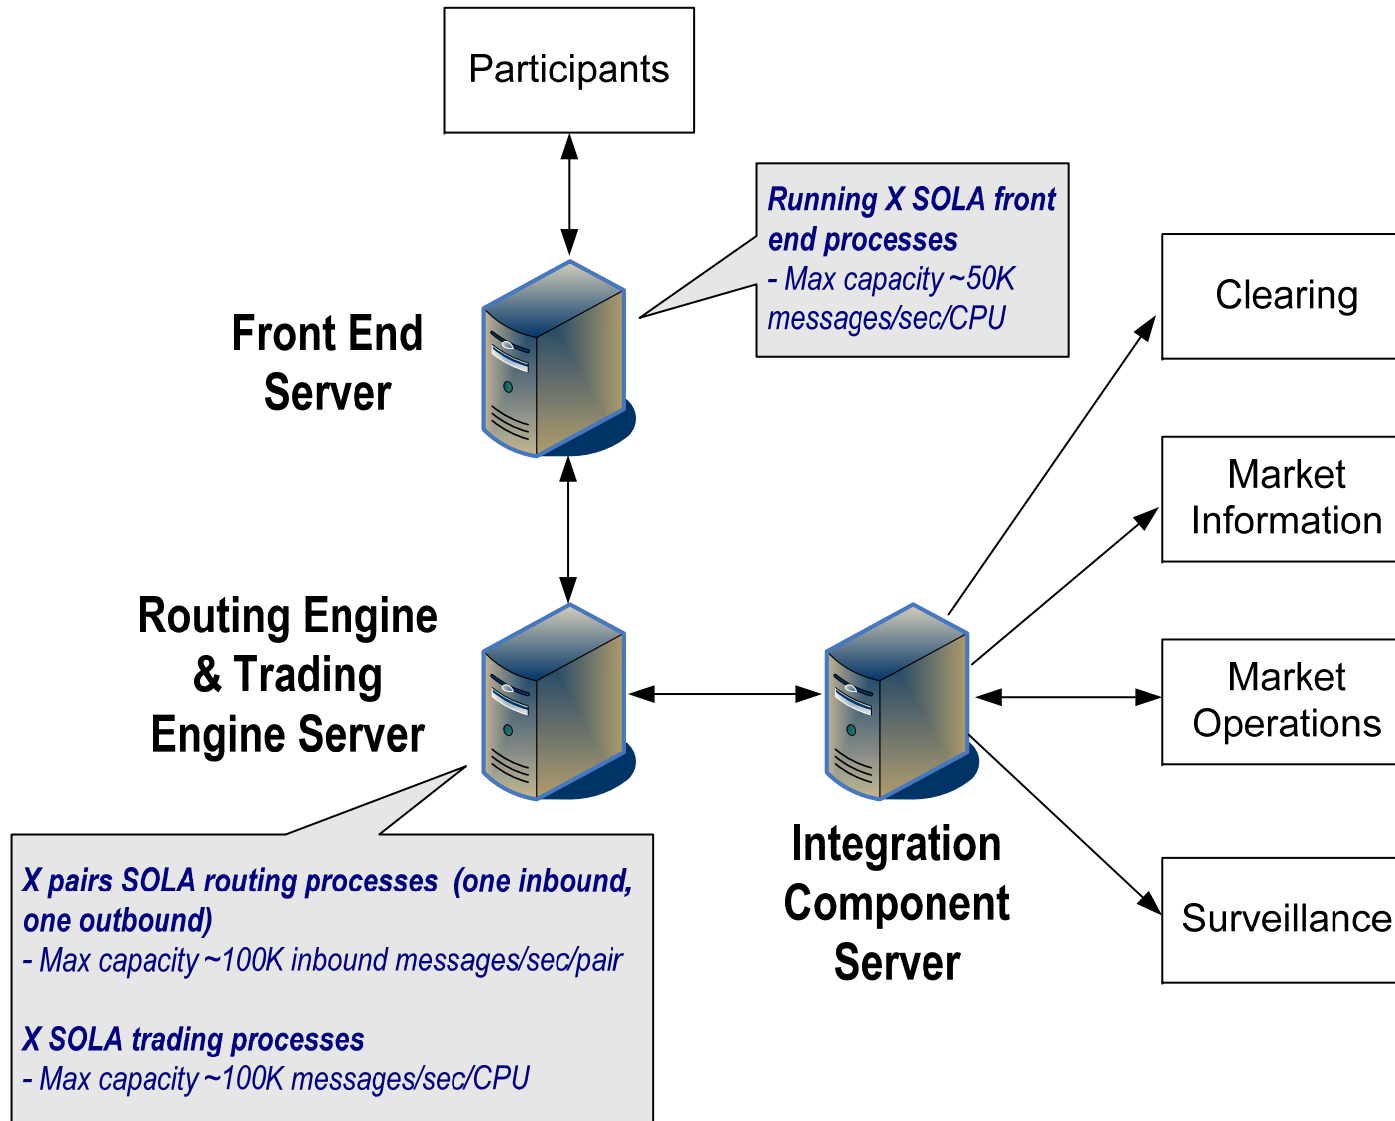 Participants
Running X SOLA front
end processes
- Max capacity ~50K
messages/sec/CPU
Front End
Server
Clearing
Market
Information
Routing Engine
& Trading
Engine Server
Market
Operations
Integration
Component
Server
Surveillance
X pairs SOLA routing processes (one inbound,
one outbound)
- Max capacity ~100K inbound messages/sec/pair
X SOLA trading processes
- Max capacity ~100K messages/sec/CPU